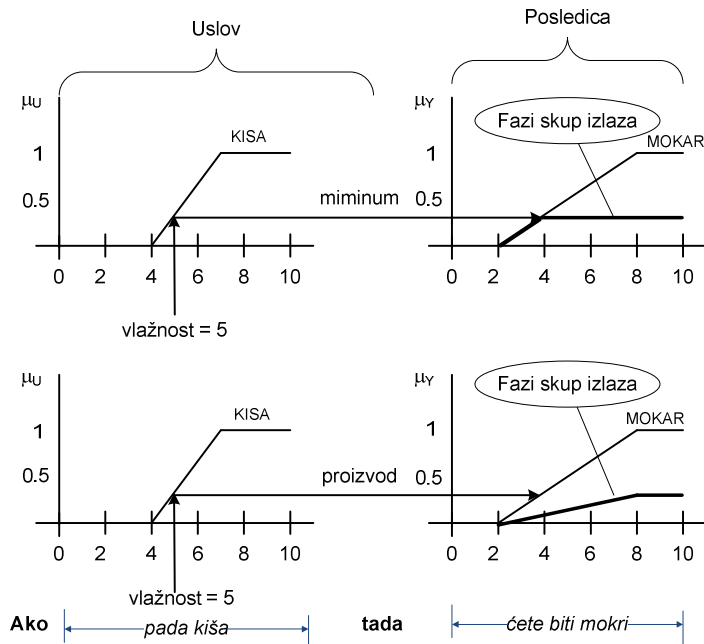 Uslov
Posledica
μU
KISA
1
0.5
0 2 4 6 8 10
vlažnost = 5
miminum
μY
Fazi skup izlaza
MOKAR
1
0.5
0 2 4 6 8 10
μU
KISA
1
0.5
0 2 4 6 8 10
vlažnost = 5
proizvod
μY
Fazi skup izlaza
MOKAR
1
0.5
0 2 4 6 8 10
Ako pada kiša tada ćete biti mokri